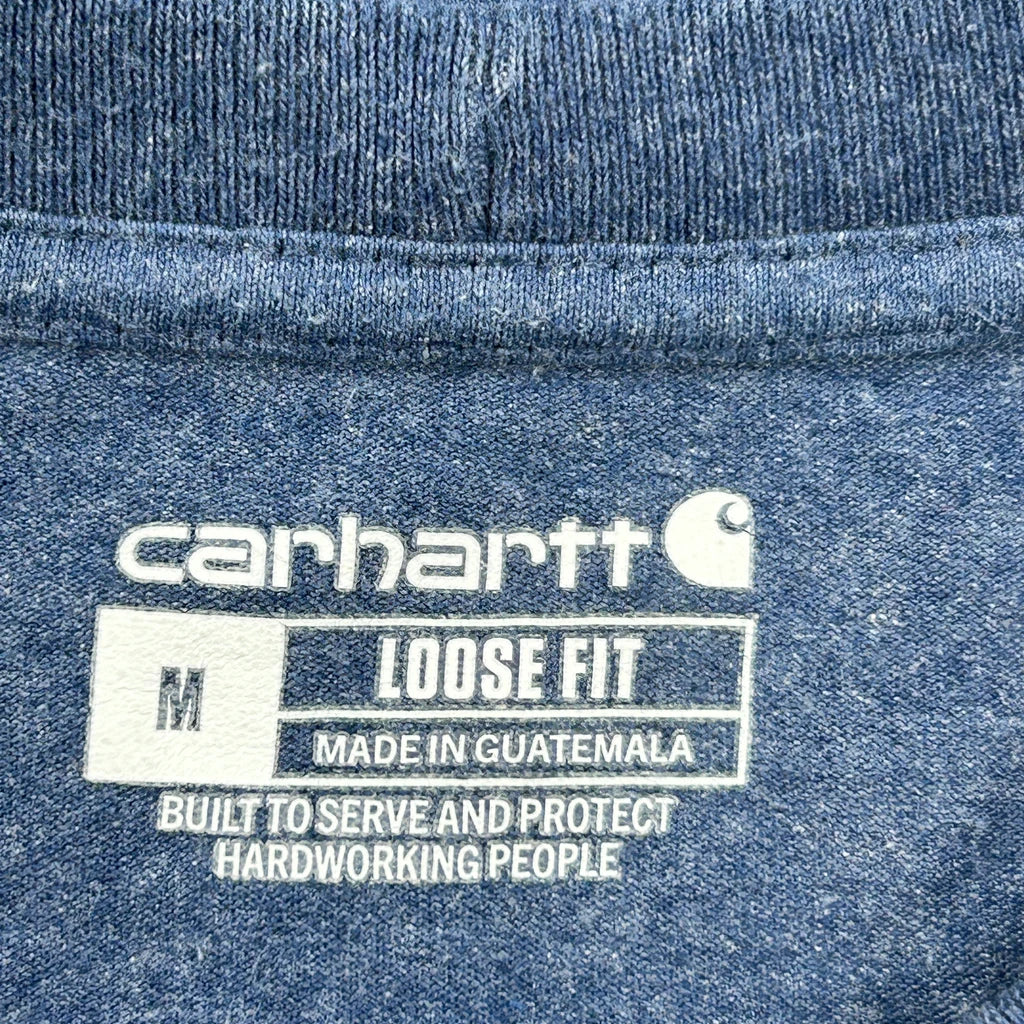 carhartt
M
LOOSE FIT
MADE IN GUATEMALA
BUILT TO SERVE AND PROTECT
HARDWORKING PEOPLE